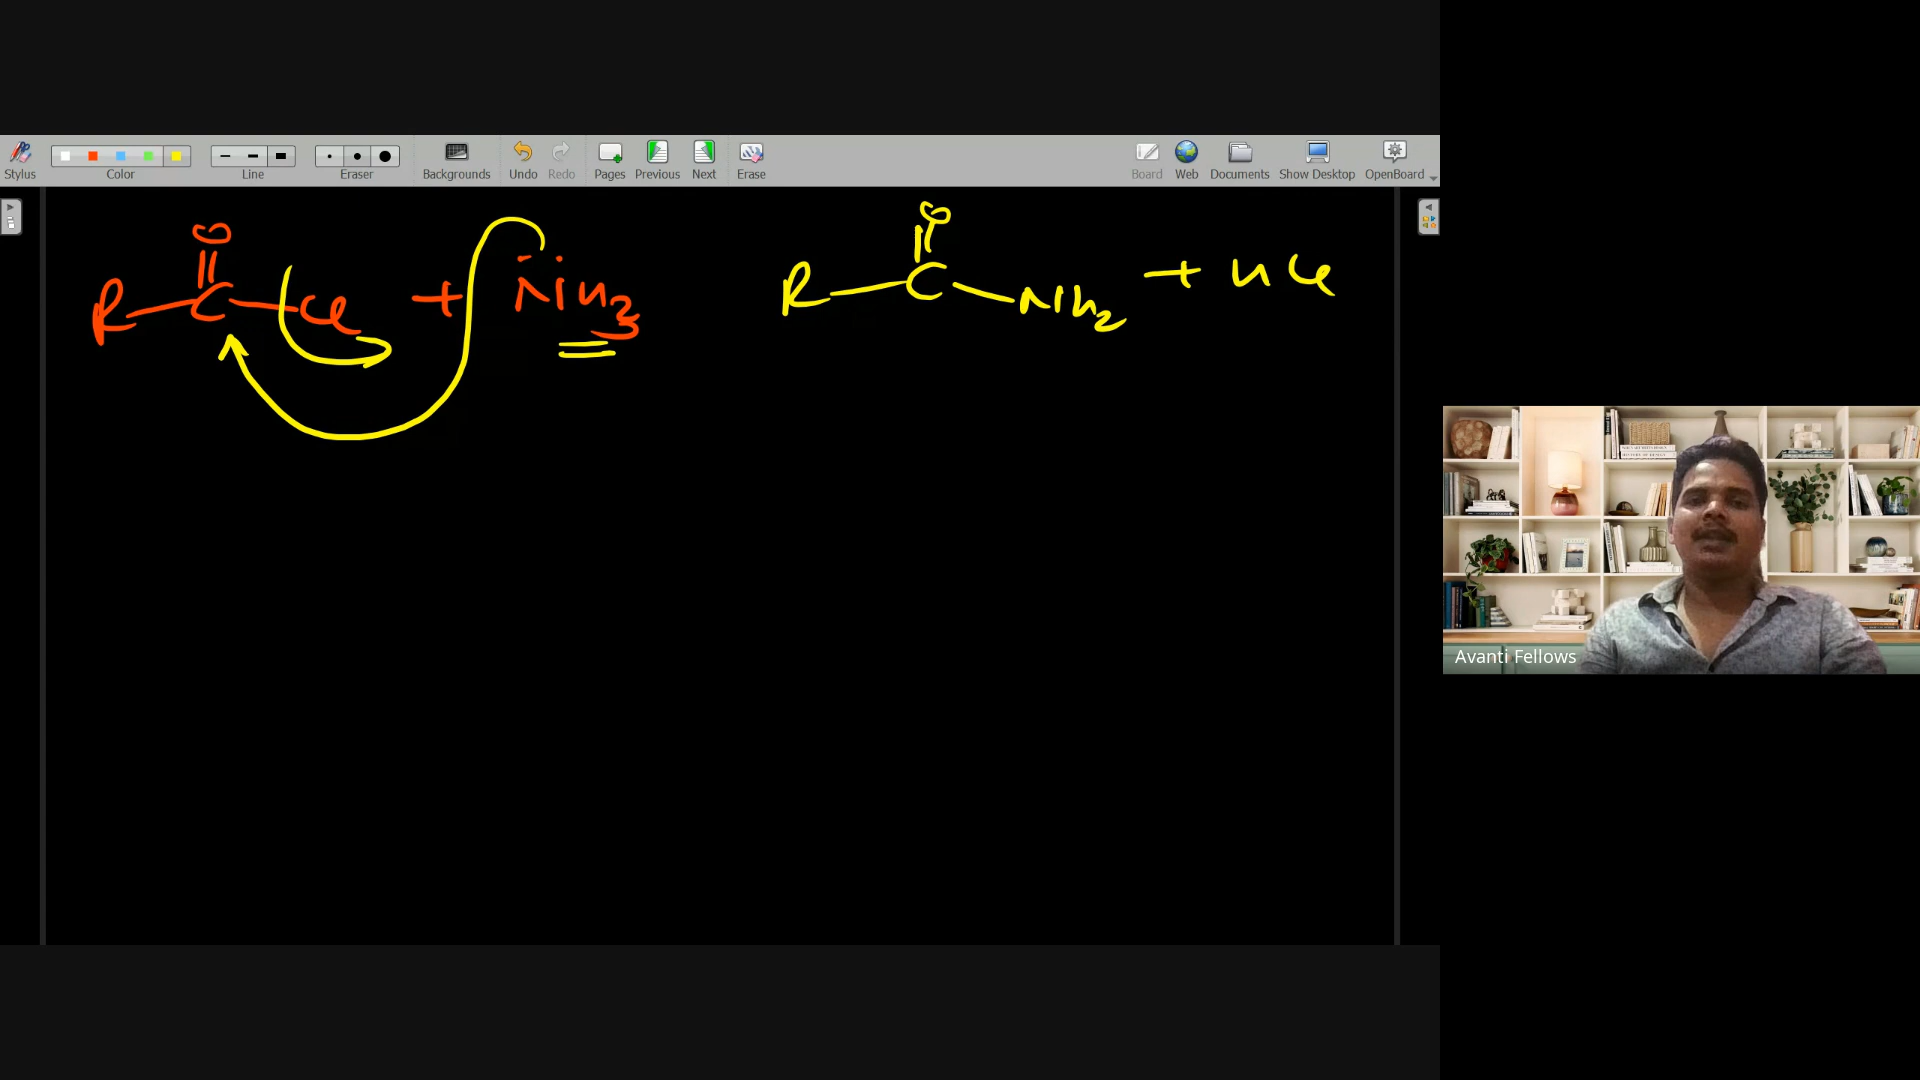 Stylus Color Line Eraser Backgrounds Undo Redo Pages Previous Next Erase Board Web Documents Show Desktop OpenBoard
O O
|| ||
R—C—Cl + N̈H3 R—C—NH2 + HCl
Avanti Fellows